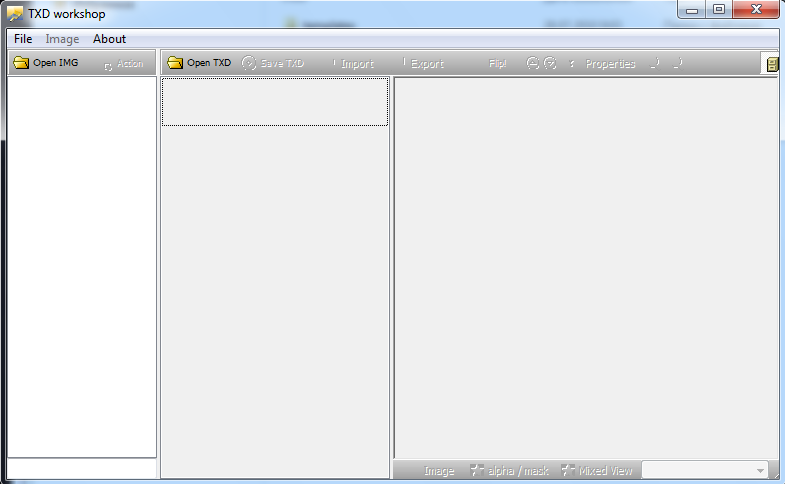 TXD workshop
File Image About
Open IMG Action Open TXD Save TXD Import Export Flip! Properties
Image alpha / mask Mixed View